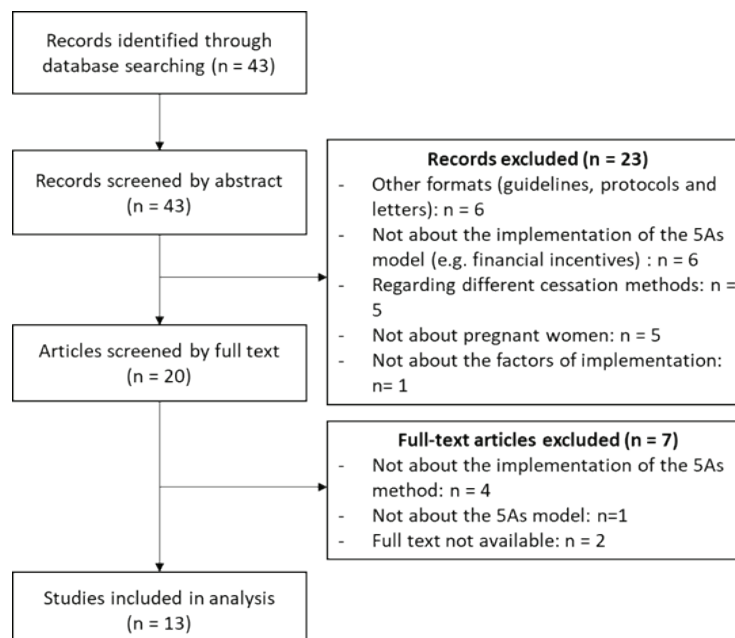 Records identified through
database searching (n = 43)
Records screened by abstract
(n = 43)
Records excluded (n = 23)
- Other formats (guidelines, protocols and
letters): n = 6
- Not about the implementation of the 5As
model (e.g. financial incentives) : n = 6
- Regarding different cessation methods: n =
5
- Not about pregnant women: n = 5
- Not about the factors of implementation:
n= 1
Articles screened by full text
(n = 20)
Full-text articles excluded (n = 7)
- Not about the implementation of the 5As
method: n = 4
- Not about the 5As model: n=1
- Full text not available: n = 2
Studies included in analysis
(n = 13)